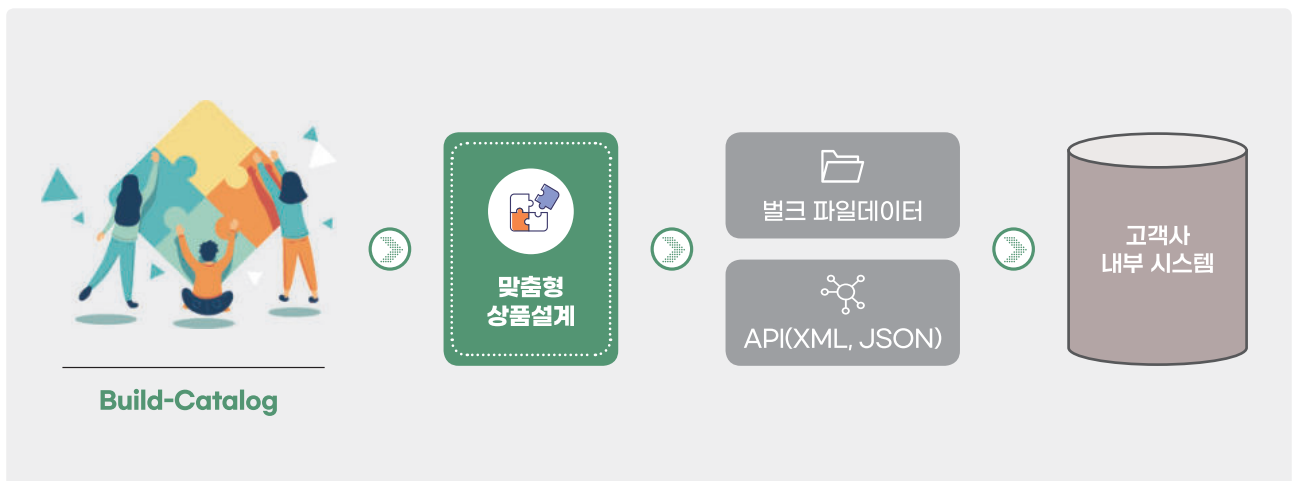 Build-Catalog
맞춤형
상품설계
벌크 파일데이터
API(XML, JSON)
고객사
내부 시스템